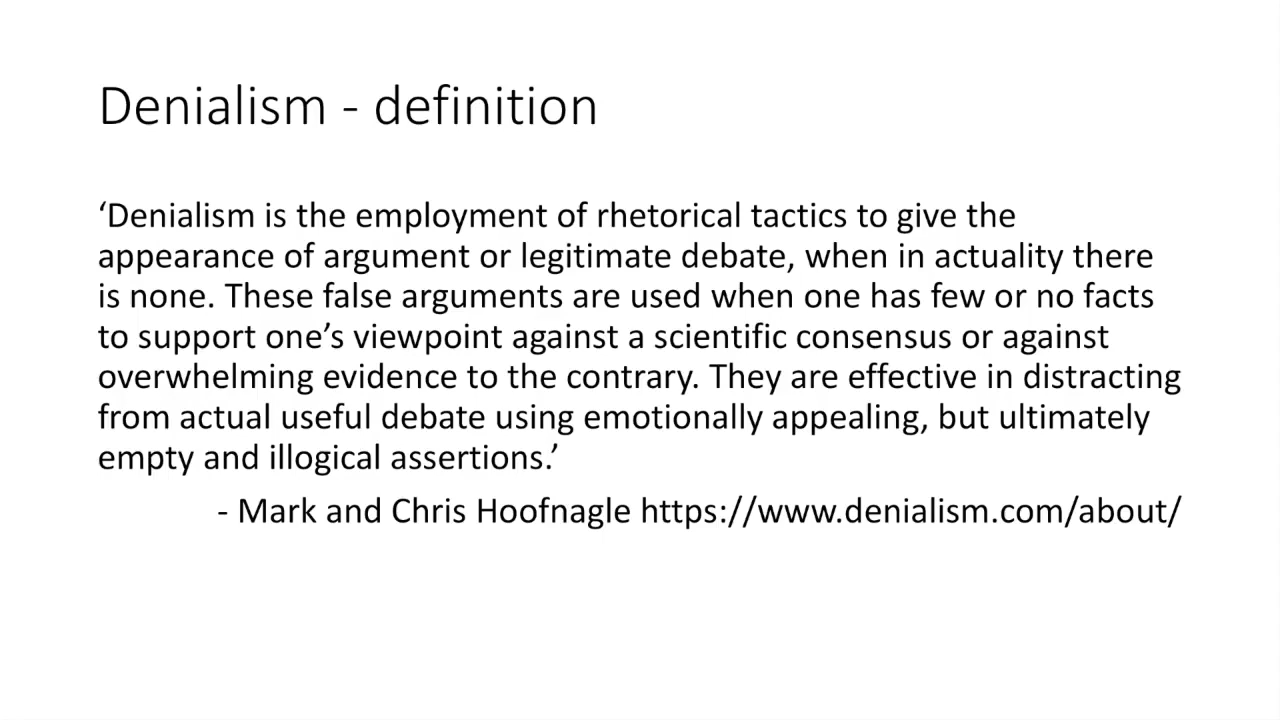 Denialism - definition
‘Denialism is the employment of rhetorical tactics to give the
appearance of argument or legitimate debate, when in actuality there
is none. These false arguments are used when one has few or no facts
to support one’s viewpoint against a scientific consensus or against
overwhelming evidence to the contrary. They are effective in distracting
from actual useful debate using emotionally appealing, but ultimately
empty and illogical assertions.’
- Mark and Chris Hoofnagle https://www.denialism.com/about/